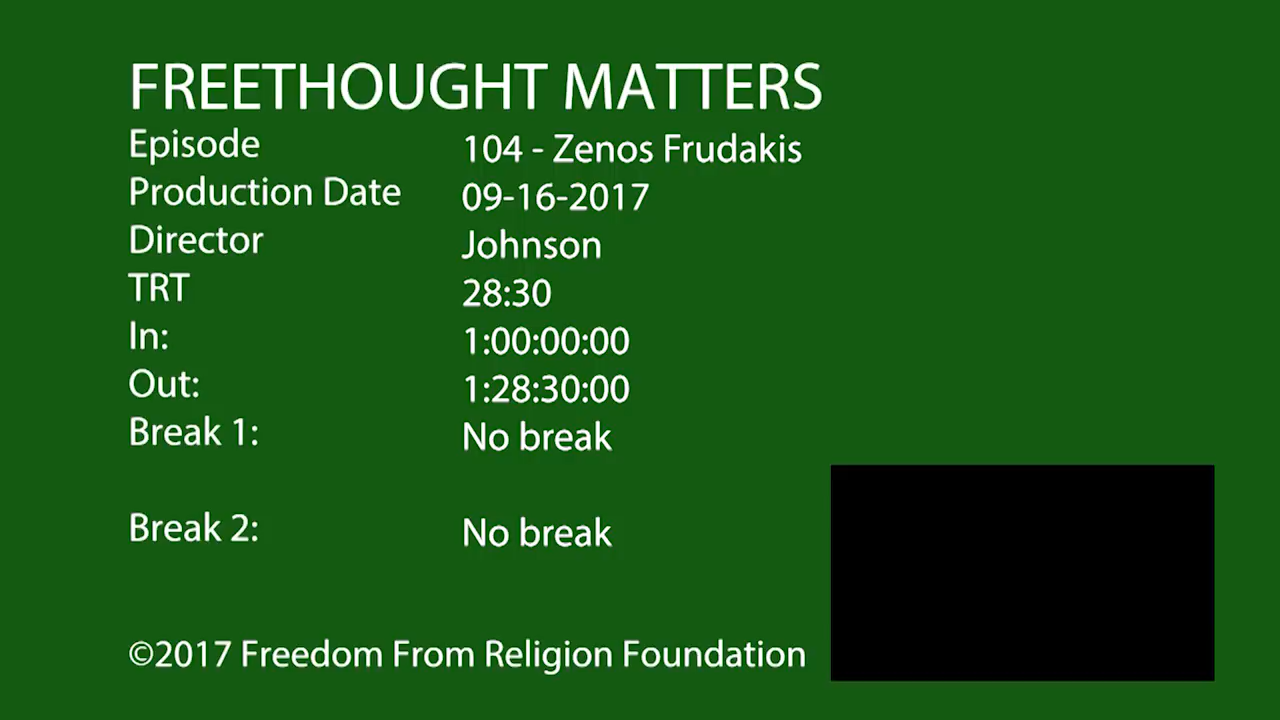 FREETHOUGHT MATTERS
Episode 104 - Zenos Frudakis
Production Date 09-16-2017
Director Johnson
TRT 28:30
In: 1:00:00:00
Out: 1:28:30:00
Break 1: No break
Break 2: No break
©2017 Freedom From Religion Foundation